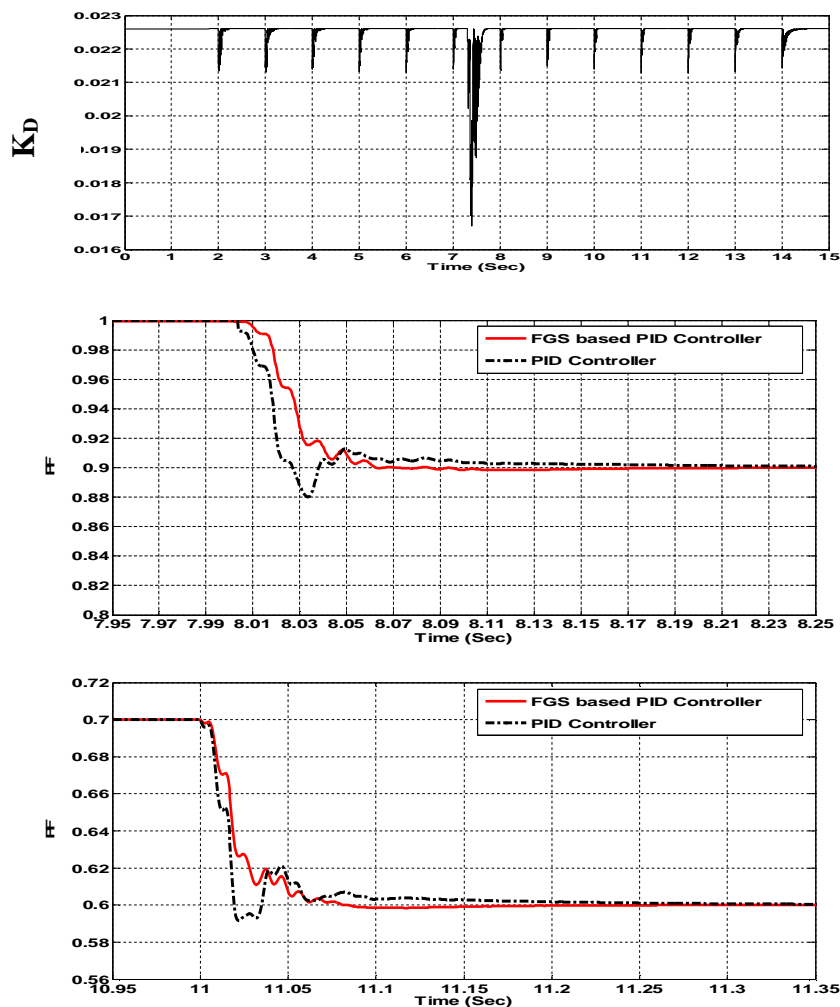 0.023
0.022
0.021
0.02
0.019
0.018
0.017
0.016
K_D
0 1 2 3 4 5 6 7 8 9 10 11 12 13 14 15
Time (Sec)
1
0.98
0.96
0.94
0.92
0.9
0.88
0.86
0.84
0.82
0.8
PF
FGS based PID Controller
PID Controller
7.95 7.97 7.99 8.01 8.03 8.05 8.07 8.09 8.11 8.13 8.15 8.17 8.19 8.21 8.23 8.25
Time (Sec)
0.72
0.7
0.68
0.66
0.64
0.62
0.6
0.58
0.56
PF
FGS based PID Controller
PID Controller
10.95 11 11.05 11.1 11.15 11.2 11.25 11.3 11.35
Time (Sec)